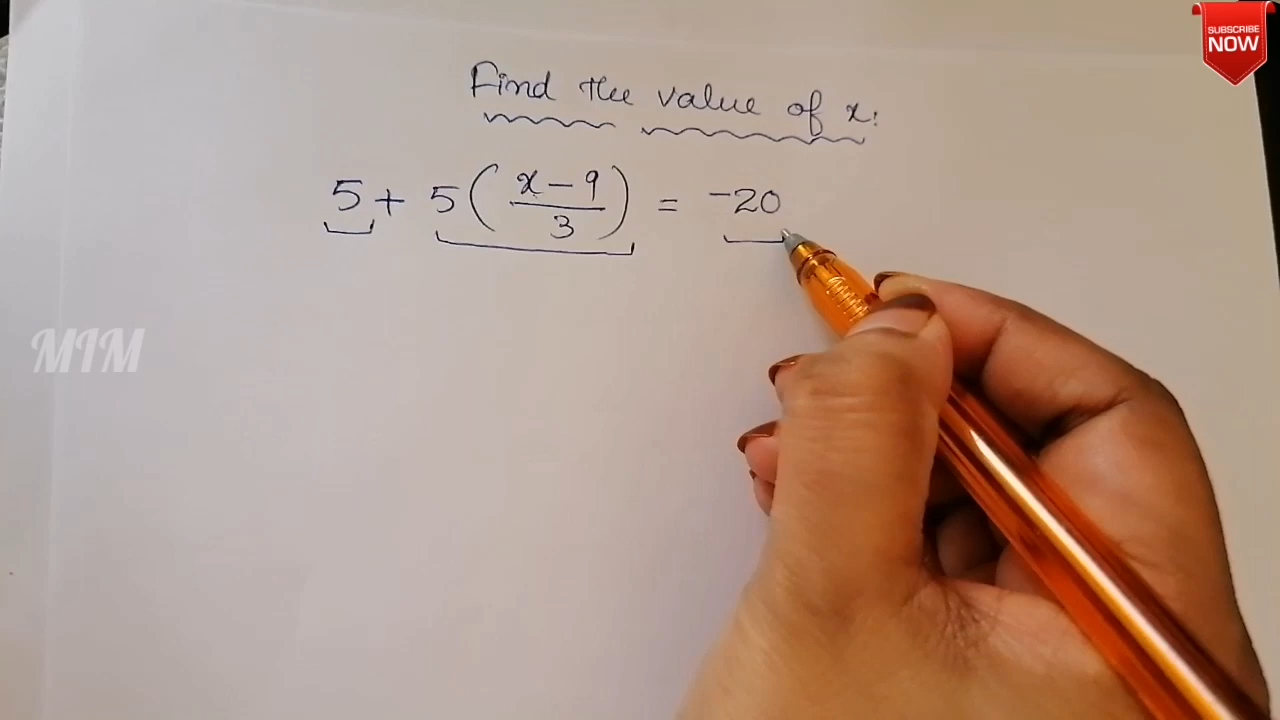 SUBSCRIBE
NOW
Find the value of x:
5 + 5 ( x - 9 / 3 ) = -20
MIM